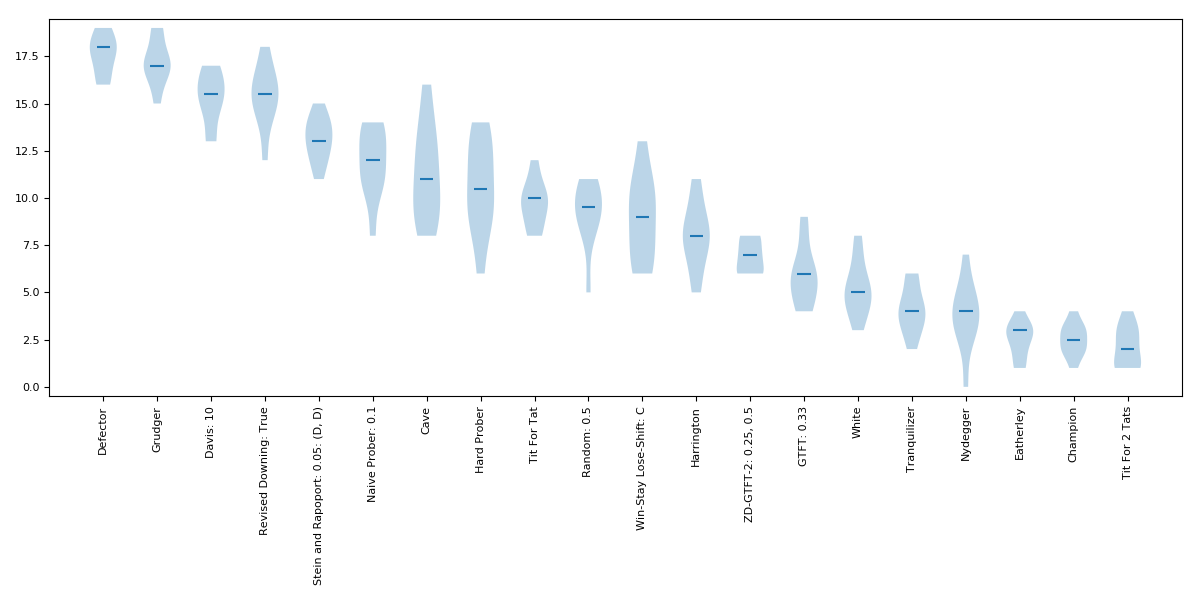 17.5
15.0
12.5
10.0
7.5
5.0
2.5
0.0
Defector
Grudger
Davis: 10
Revised Downing: True
Stein and Rapoport: 0.05: (D, D)
Naive Prober: 0.1
Cave
Hard Prober
Tit For Tat
Random: 0.5
Win-Stay Lose-Shift: C
Harrington
ZD-GTFT-2: 0.25, 0.5
GTFT: 0.33
White
Tranquilizer
Nydegger
Eatherley
Champion
Tit For 2 Tats